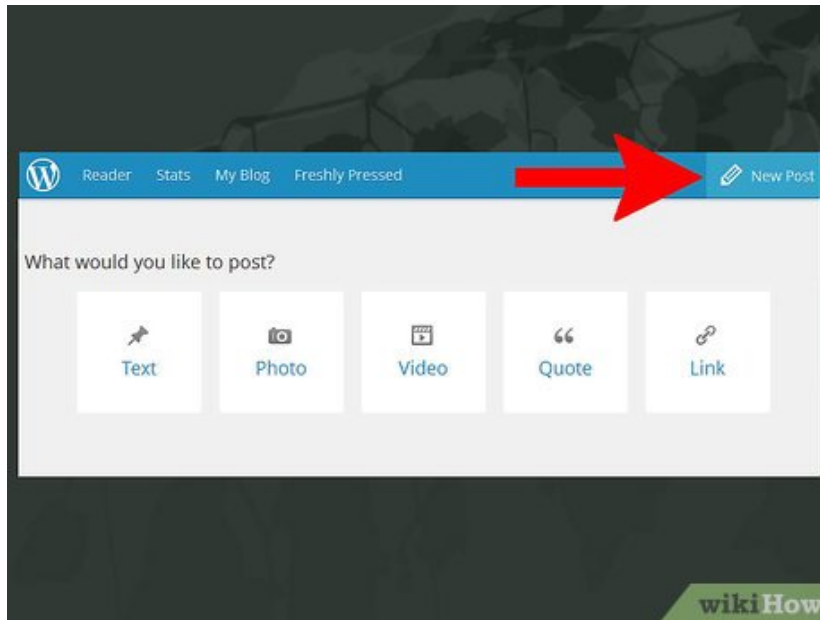 Reader Stats My Blog Freshly Pressed New Post
What would you like to post?
Text Photo Video Quote Link
wikiHow